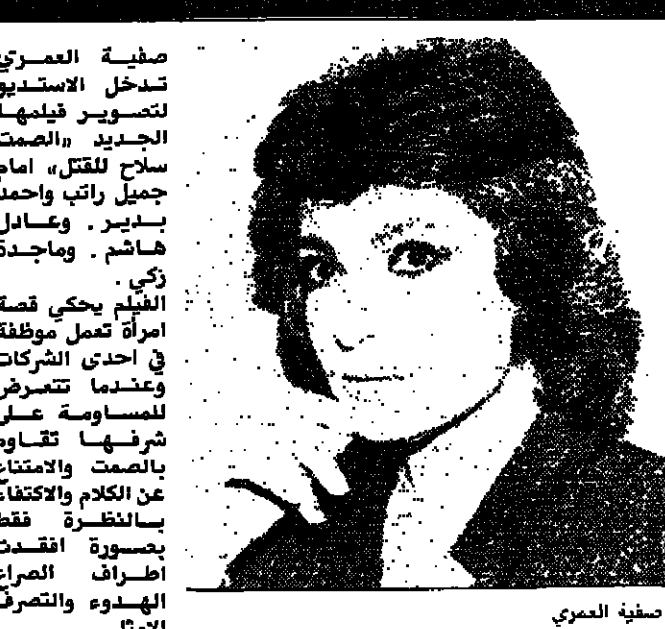 صفية العمري
تدخل الاستديو
لتصوير فيلمها
الجديد «الصمت
سلاح للقتل» امام
جميل راتب واحمد
بدير . وعادل
هاشم . وماجدة
زكي .
الفيلم يحكي قصة
امرأة تعمل موظفة
في احدى الشركات
وعندما تتعرض
للمساومة على
شرفها تقاوم
بالصمت والامتناع
عن الكلام والاكتفاء
بالنظرة فقط
بصورة افقدت
اطراف الصراع
الهدوء والتصرف
صفية العمري